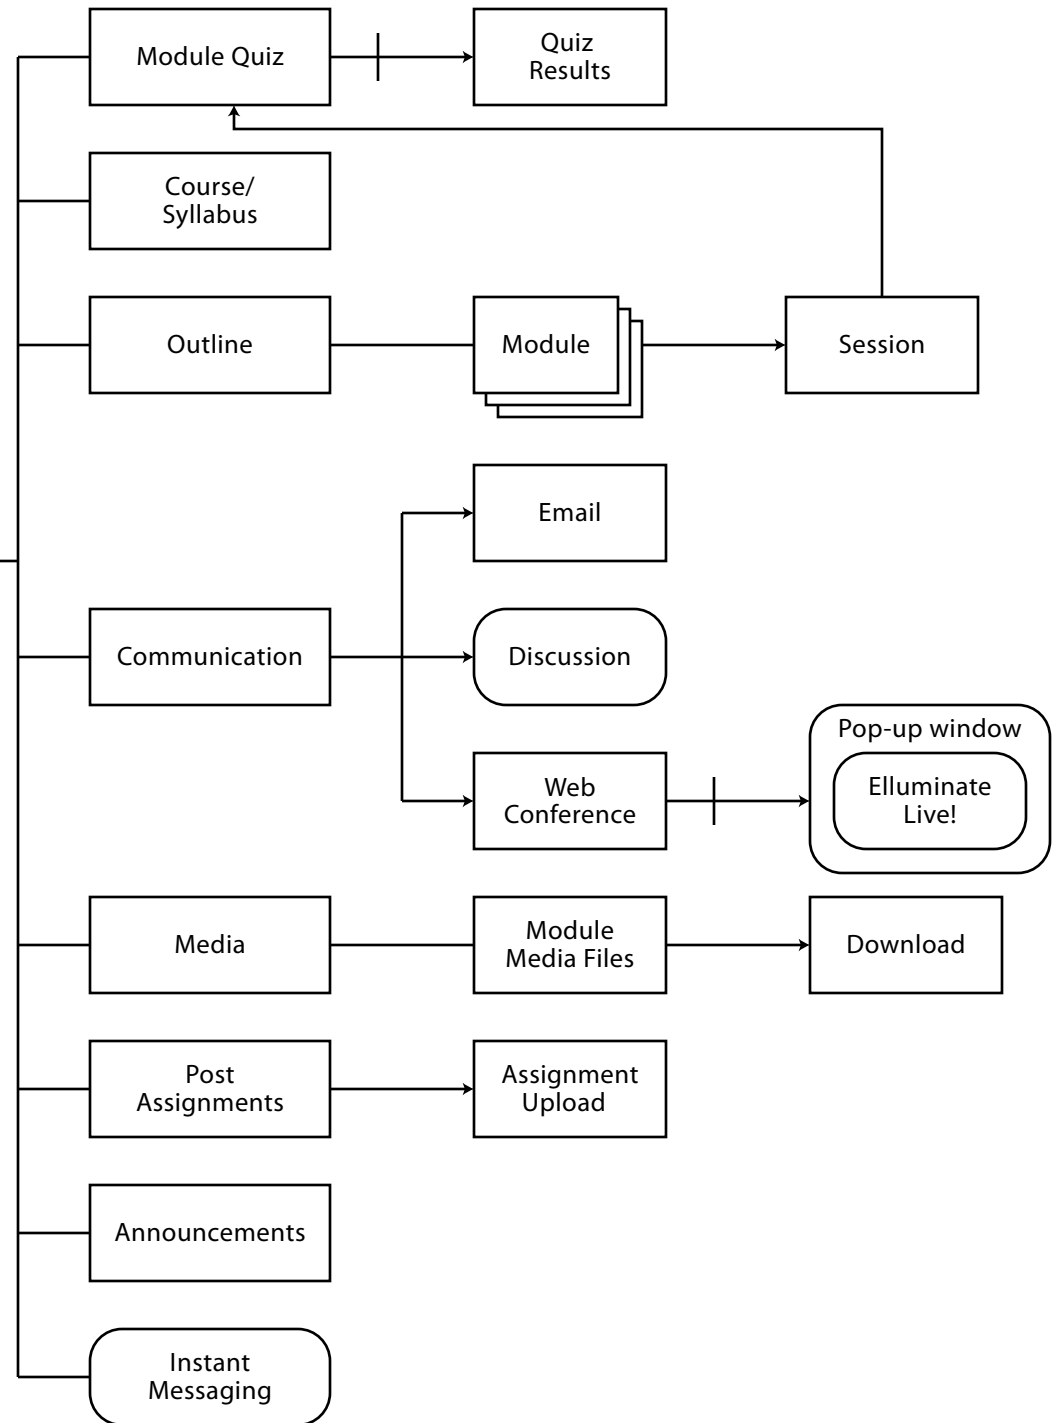 Module Quiz
Quiz
Results
Course/
Syllabus
Outline
Module
Session
Email
Communication
Discussion
Pop-up window
Web
Conference
Elluminate
Live!
Media
Module
Media Files
Download
Post
Assignments
Assignment
Upload
Announcements
Instant
Messaging